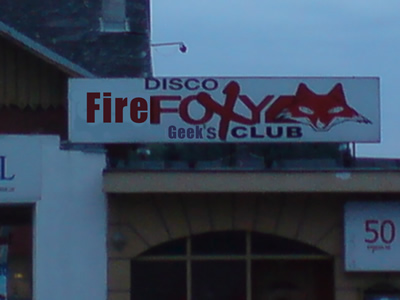 DISCO
FireFOXY
Geek's CLUB
L
50